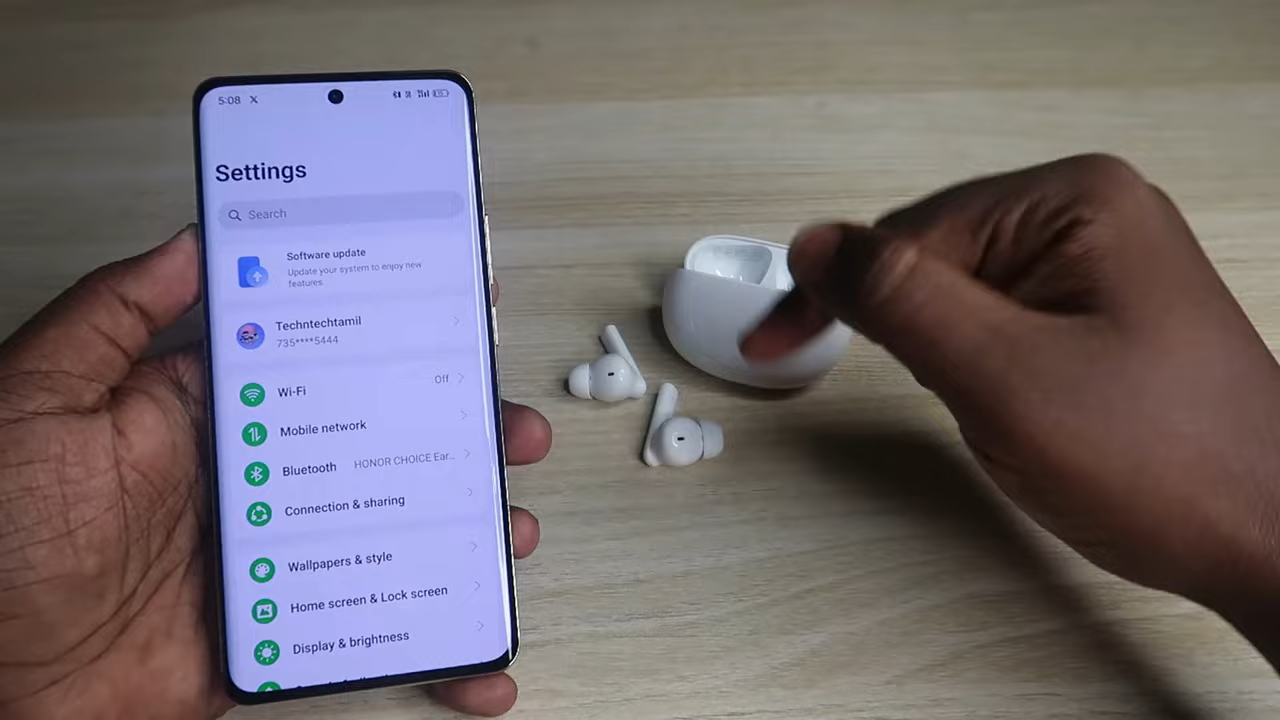 5:08 X
Settings
Search
Software update
Update your system to enjoy new
features.
Techntechtamil
735****5444
Wi-Fi Off
Mobile network
Bluetooth HONOR CHOICE Ear...
Connection & sharing
Wallpapers & style
Home screen & Lock screen
Display & brightness